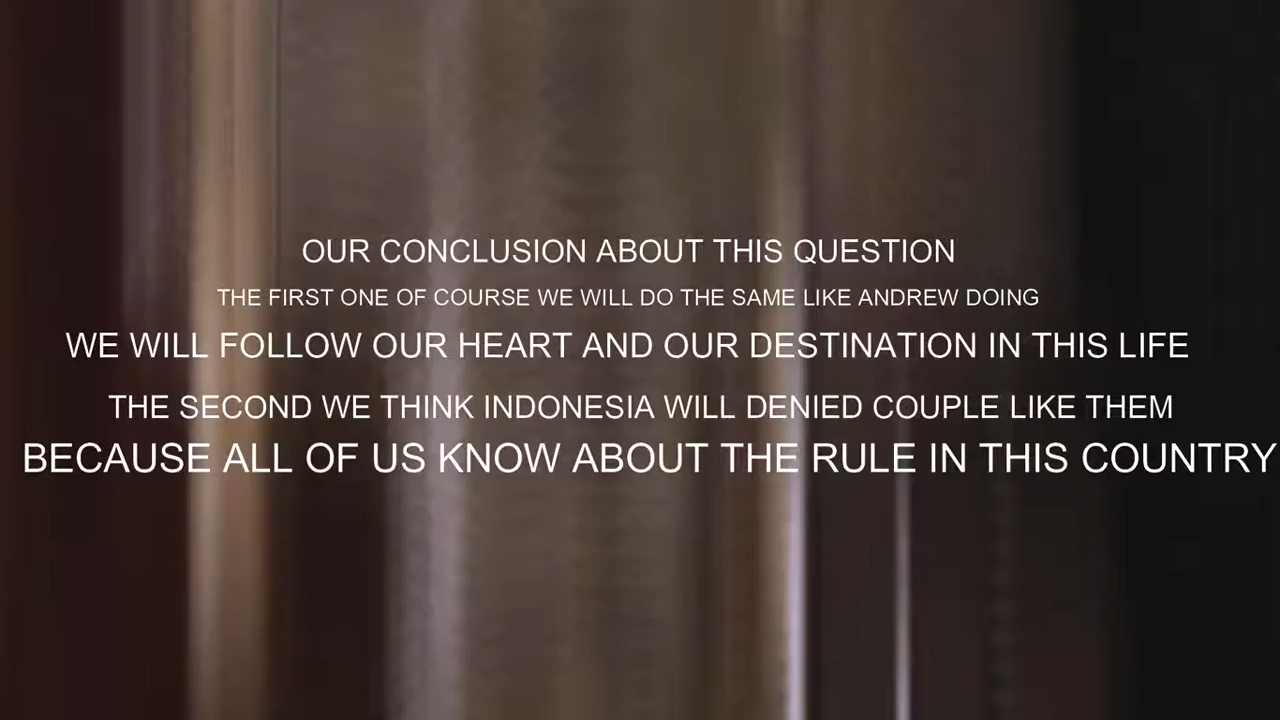 OUR CONCLUSION ABOUT THIS QUESTION
THE FIRST ONE OF COURSE WE WILL DO THE SAME LIKE ANDREW DOING
WE WILL FOLLOW OUR HEART AND OUR DESTINATION IN THIS LIFE
THE SECOND WE THINK INDONESIA WILL DENIED COUPLE LIKE THEM
BECAUSE ALL OF US KNOW ABOUT THE RULE IN THIS COUNTRY